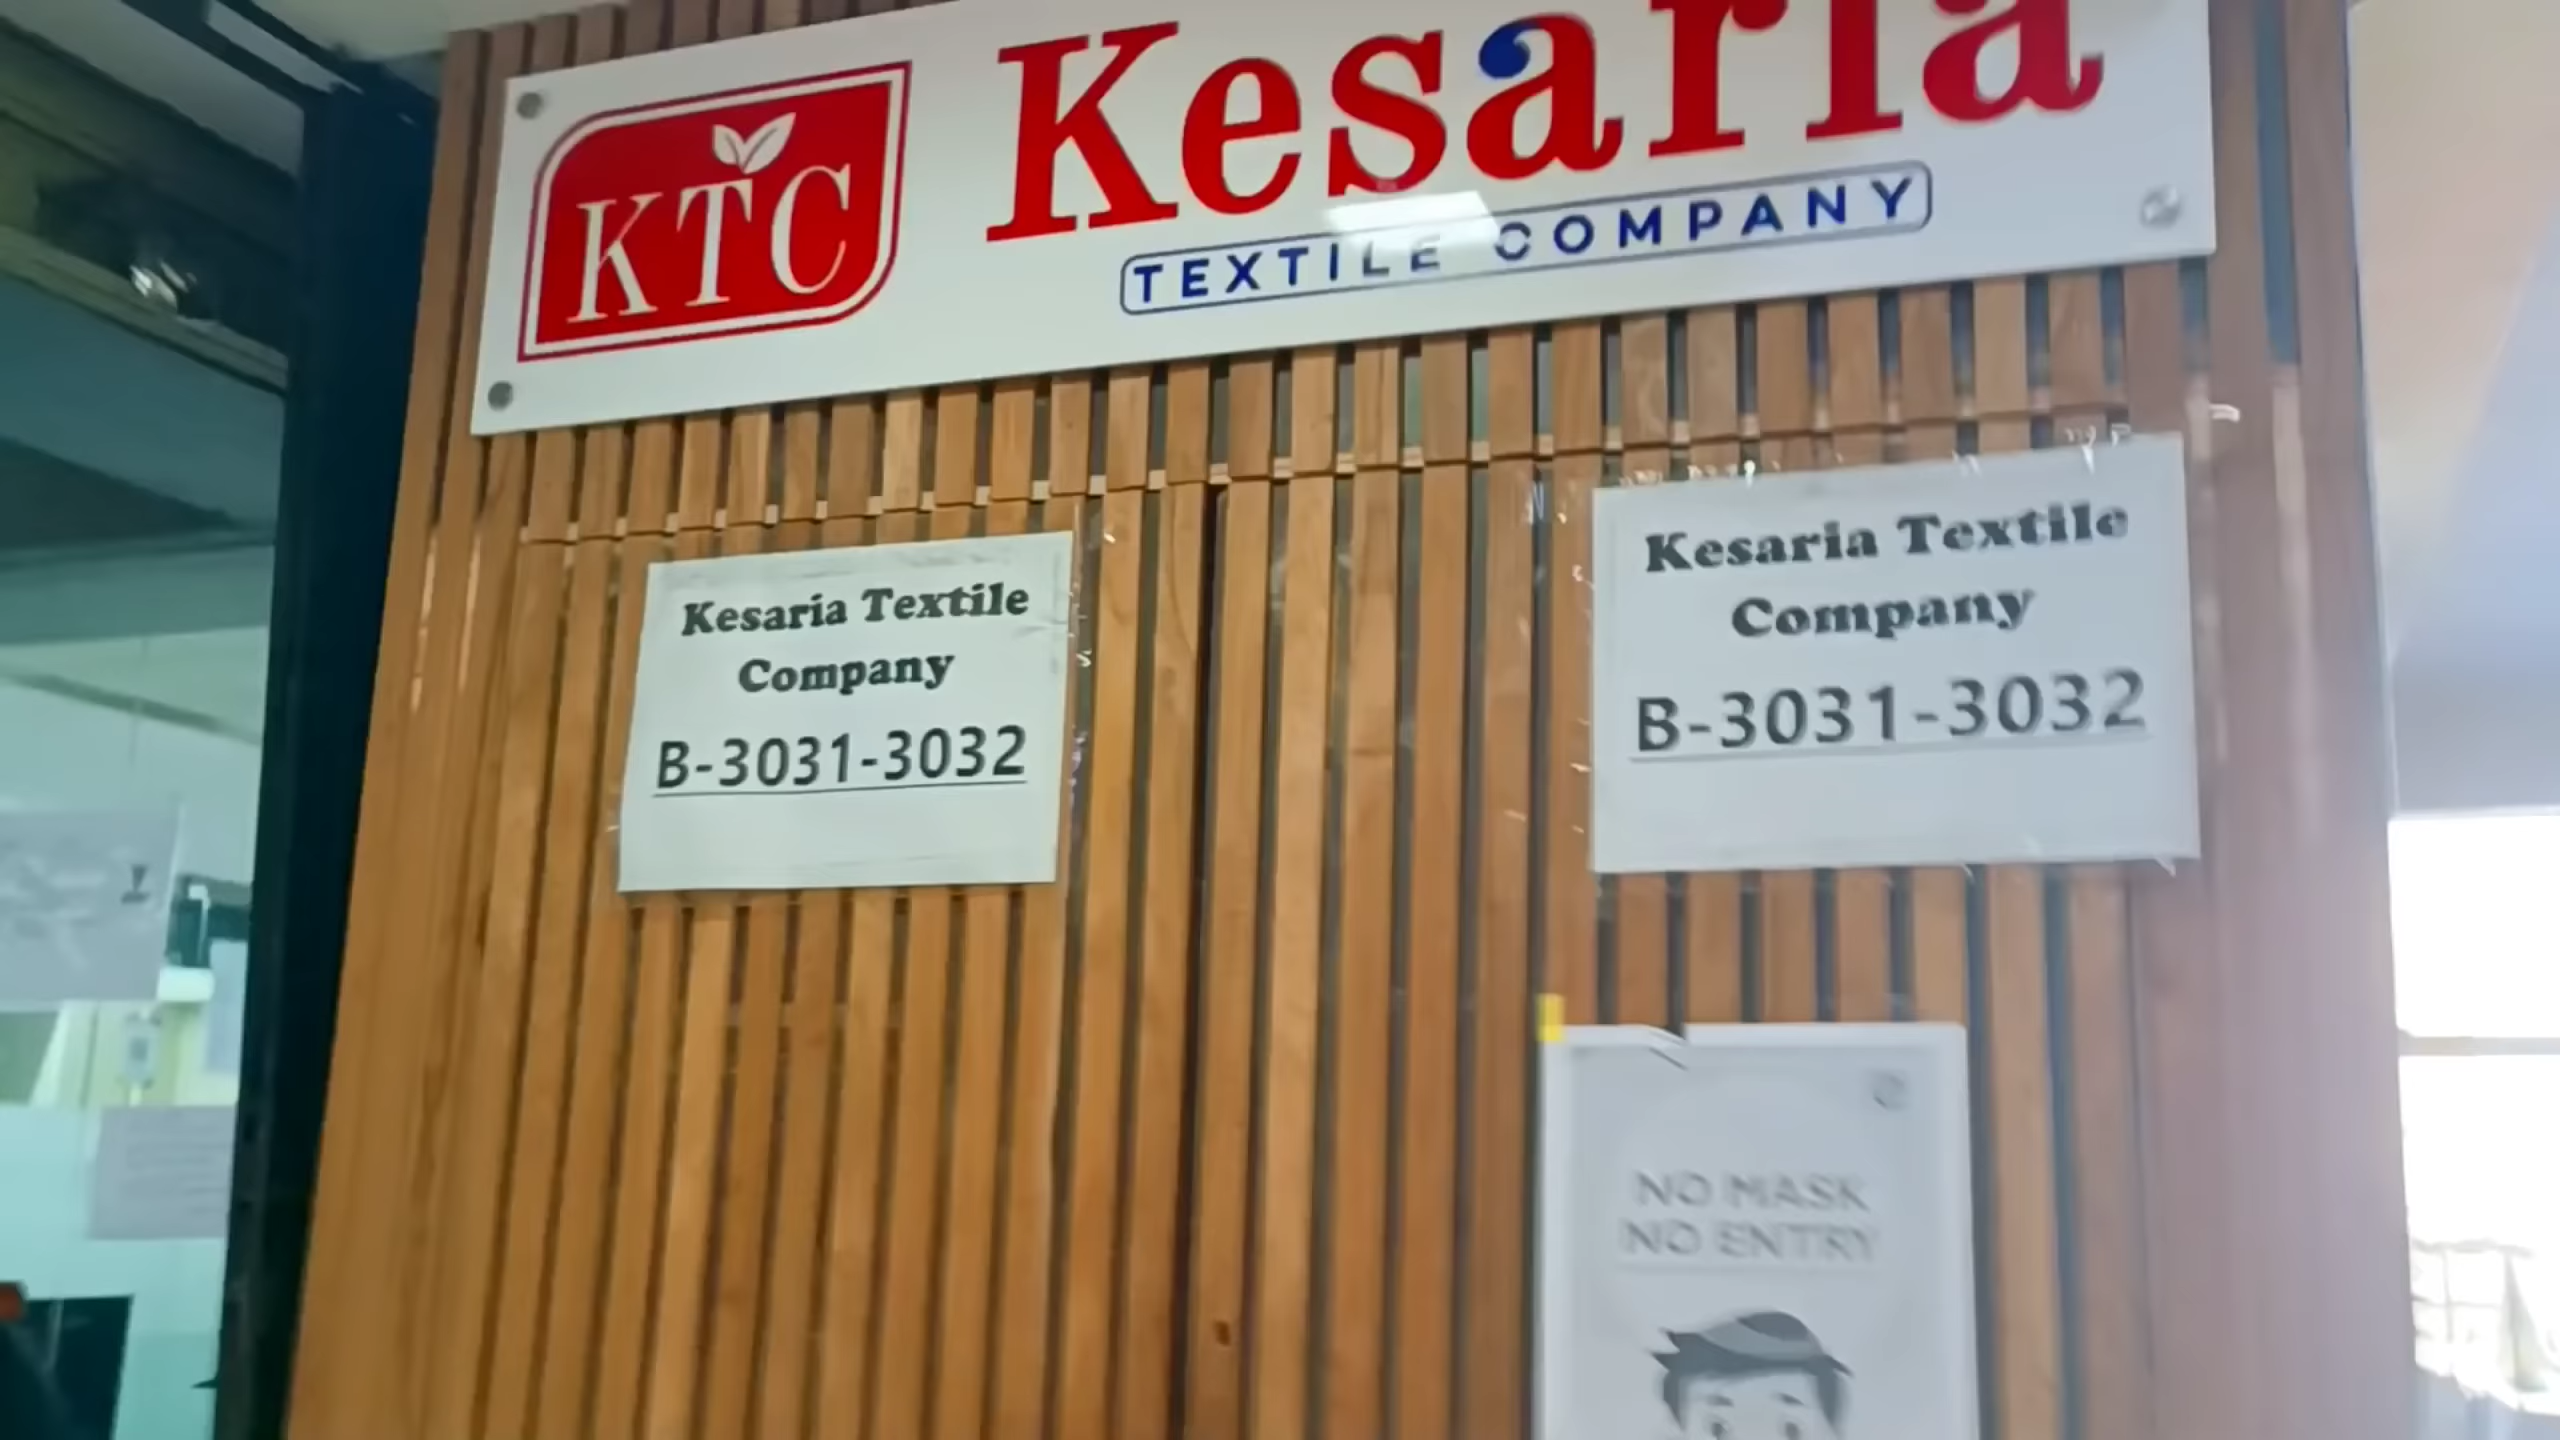 KTC
Kesaria
TEXTILE COMPANY
Kesaria Textile
Company
B-3031-3032
Kesaria Textile
Company
B-3031-3032
NO MASK
NO ENTRY